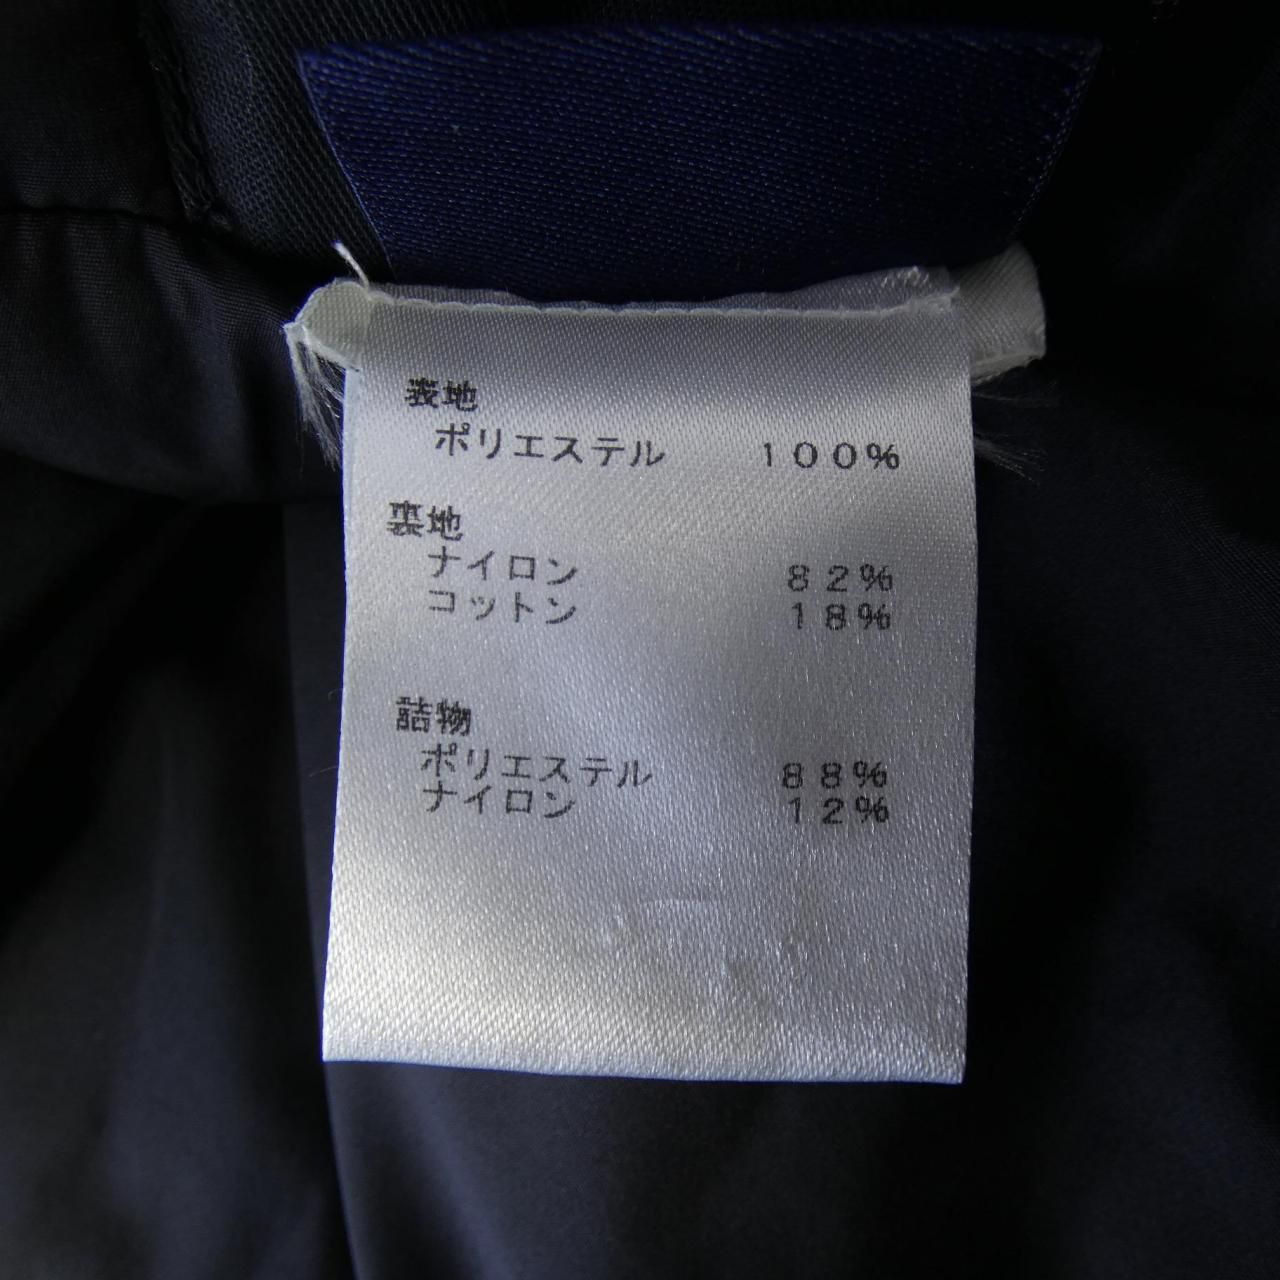 表地
ポリエステル 100%
裏地
ナイロン 82%
コットン 18%
詰物
ポリエステル 88%
ナイロン 12%